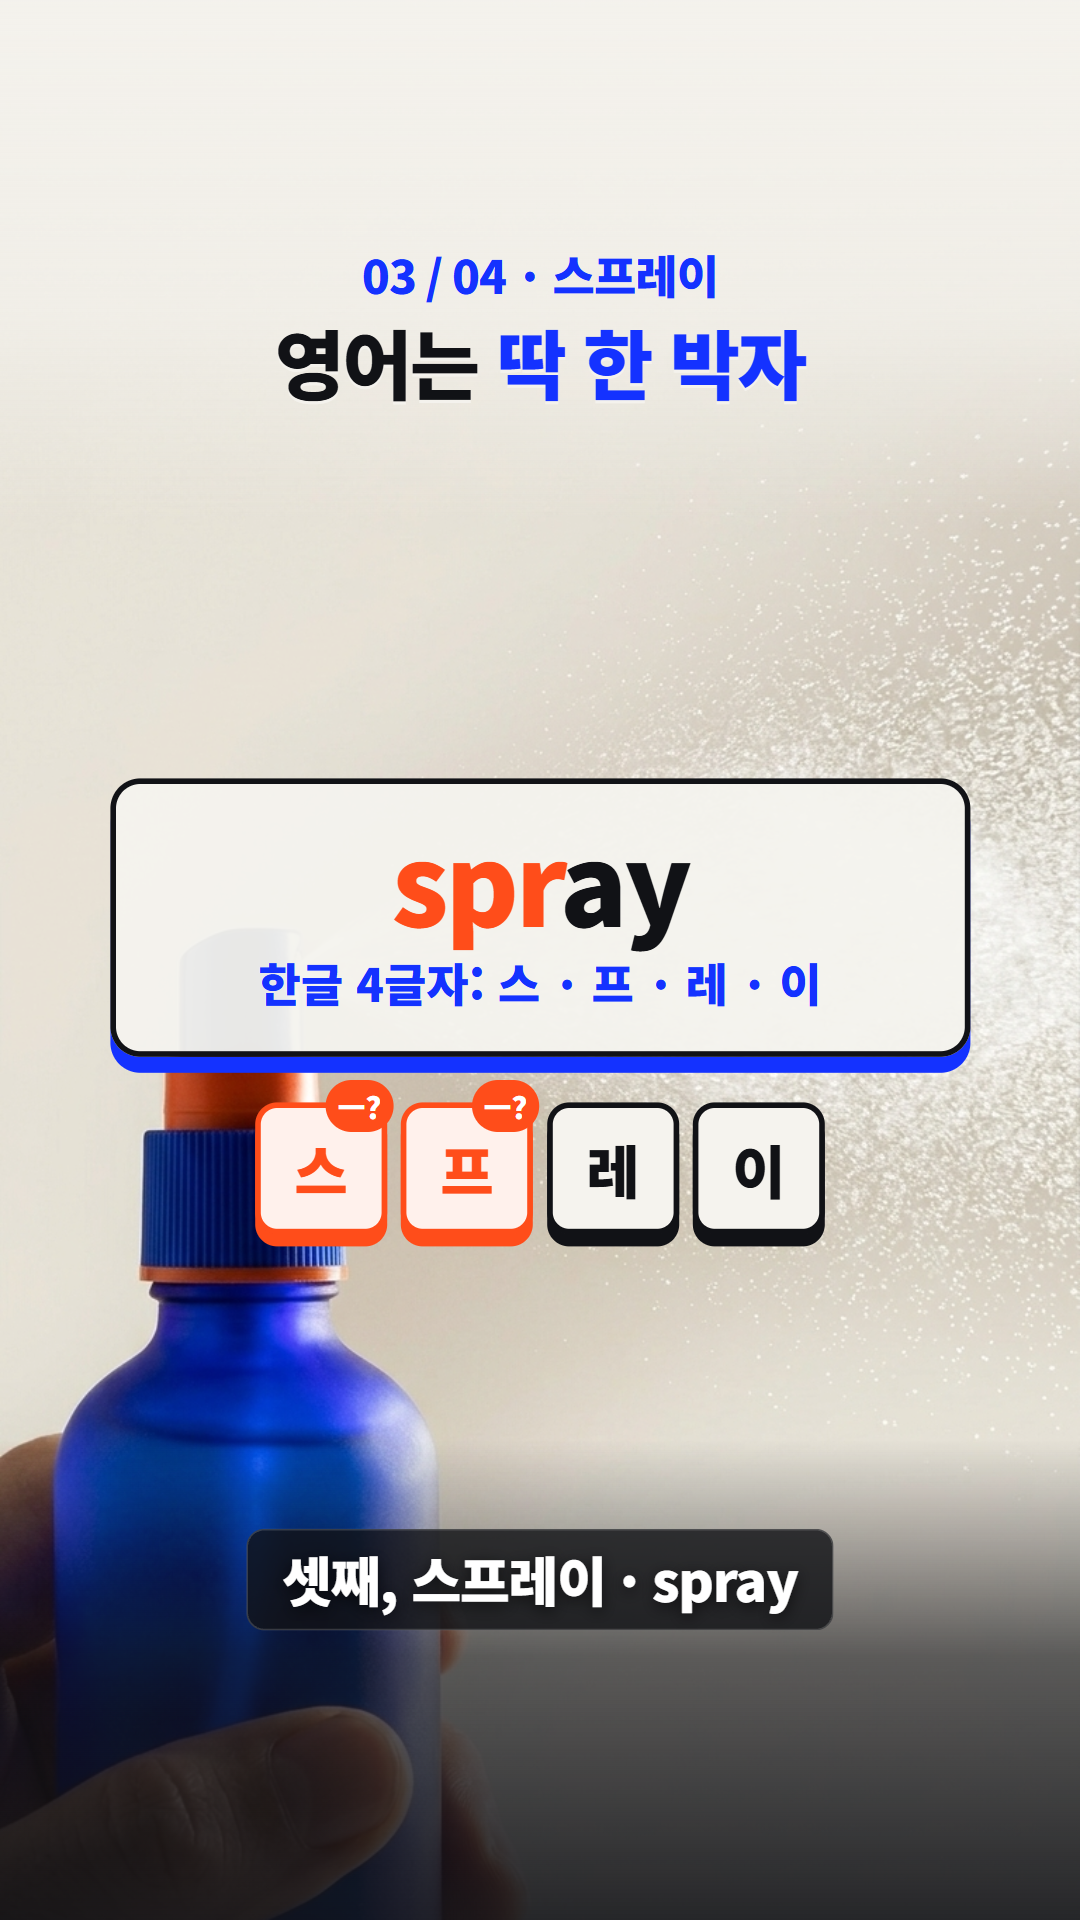 03 / 04 · 스프레이
영어는 딱 한 박자
spray
한글 4글자: 스 · 프 · 레 · 이
ㅡ? ㅡ?
스 프 레 이
셋째, 스프레이 · spray